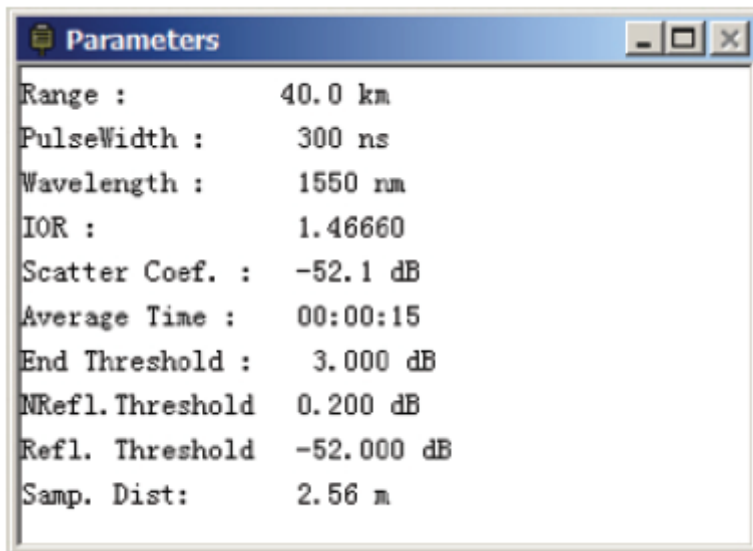 Parameters
Range : 40.0 km
PulseWidth : 300 ns
Wavelength : 1550 nm
IOR : 1.46660
Scatter Coef. : -52.1 dB
Average Time : 00:00:15
End Threshold : 3.000 dB
NRefl.Threshold 0.200 dB
Refl. Threshold -52.000 dB
Samp. Dist: 2.56 m